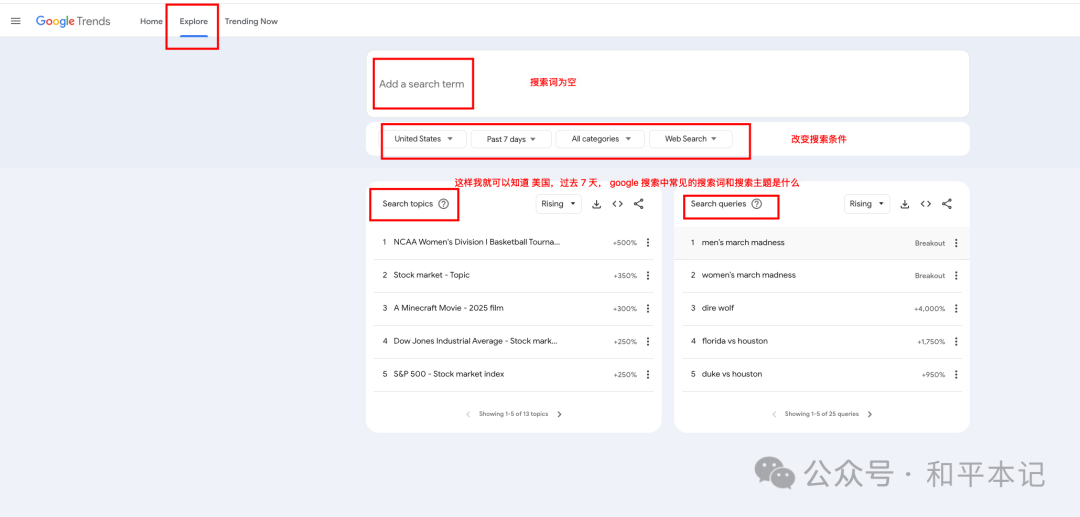 Google Trends Home Explore Trending Now
Add a search term 搜索词为空
United States Past 7 days All categories Web Search 改变搜索条件
这样我就可以知道 美国，过去 7 天， google 搜索中常见的搜索词和搜索主题是什么
Search topics Rising
1 NCAA Women's Division I Basketball Tourna... +500%
2 Stock market - Topic +350%
3 A Minecraft Movie - 2025 film +300%
4 Dow Jones Industrial Average - Stock mark... +250%
5 S&P 500 - Stock market index +250%
Showing 1-5 of 13 topics
Search queries Rising
1 men's march madness Breakout
2 women's march madness Breakout
3 dire wolf +4,000%
4 florida vs houston +1,750%
5 duke vs houston +950%
Showing 1-5 of 25 queries
公众号 · 和平本记